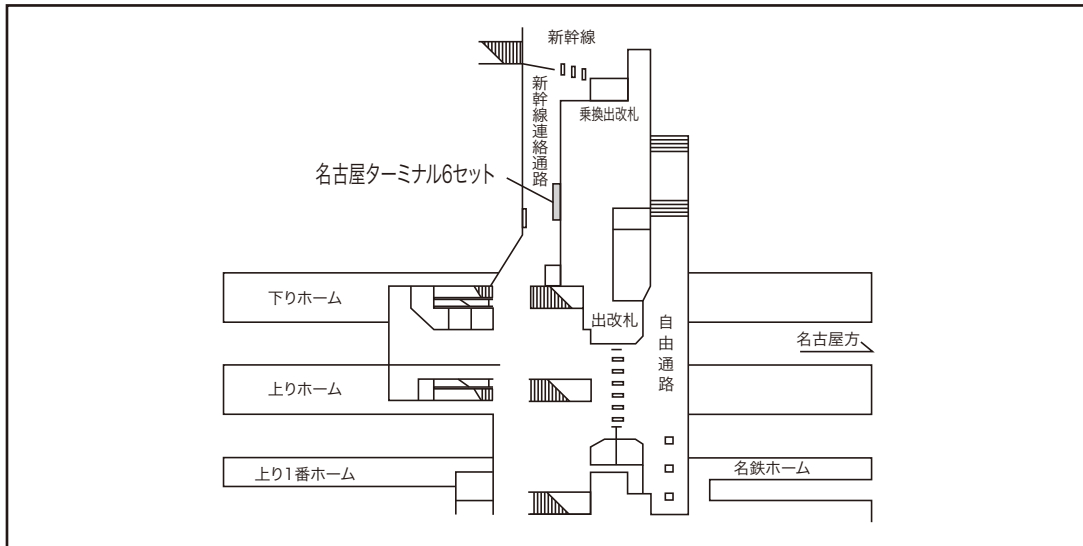 新幹線
新幹線連絡通路
乗換出改札
名古屋ターミナル6セット
下りホーム
出改札
自由通路
名古屋方
上りホーム
上り1番ホーム
名鉄ホーム